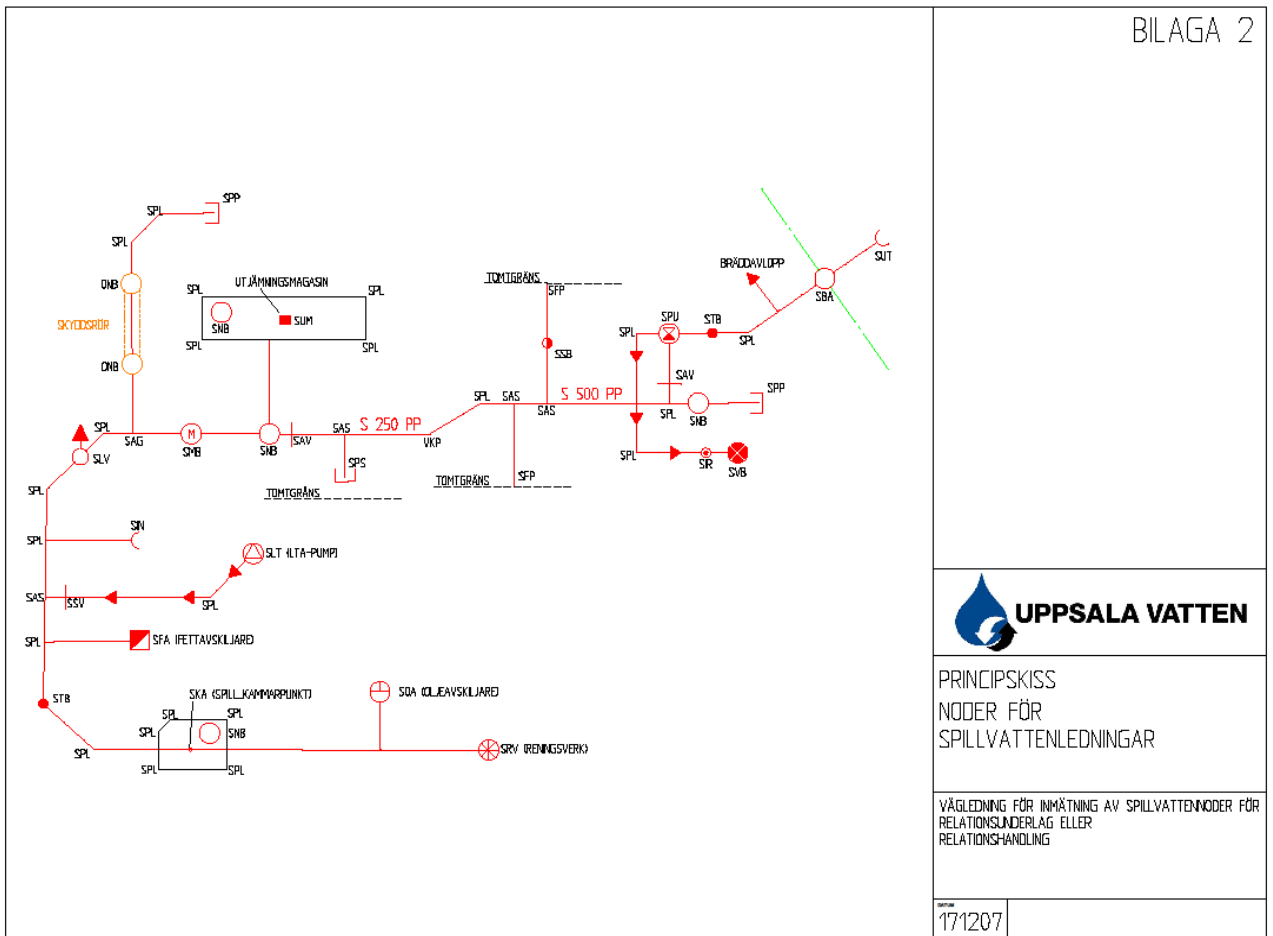 BILAGA 2
SPP
SPL
SPL
DNB
SKYDDSRÖR
DNB
SPL
SPL
UTJÄMNINGSMAGASIN
SNB
SUM
SPL
SPL
TOMTGRÄNS
SFP
SSB
BRÄDDAVLOPP
SUT
SBA
SPU
STB
SPL
SPL
SAV
SPP
SPL
SNB
SPL
SAS
SAS
S 500 PP
SPL
SAG
SLV
SMB
SNB
SAV
SAS
S 250 PP
VKP
SPS
TOMTGRÄNS
TOMTGRÄNS
SFP
SPL
SIR
SVB
SPL
SPL
SIN
SLT (LTA-PUMP)
SAS
SSV
SPL
SPL
SFA (FETTAVSKILJARE)
STB
SPL
SKA (SPILL_KAMMARPUNKT)
SPL
SPL
SPL
SNB
SPL
SPL
SOA (OLJEAVSKILJARE)
SRV (RENINGSVERK)
UPPSALA VATTEN
PRINCIPSKISS
NODER FÖR
SPILLVATTENLEDNINGAR
VÄGLEDNING FÖR INMÄTNING AV SPILLVATTENNODER FÖR
RELATIONSUNDERLAG ELLER
RELATIONSHANDLING
DATUM
171207